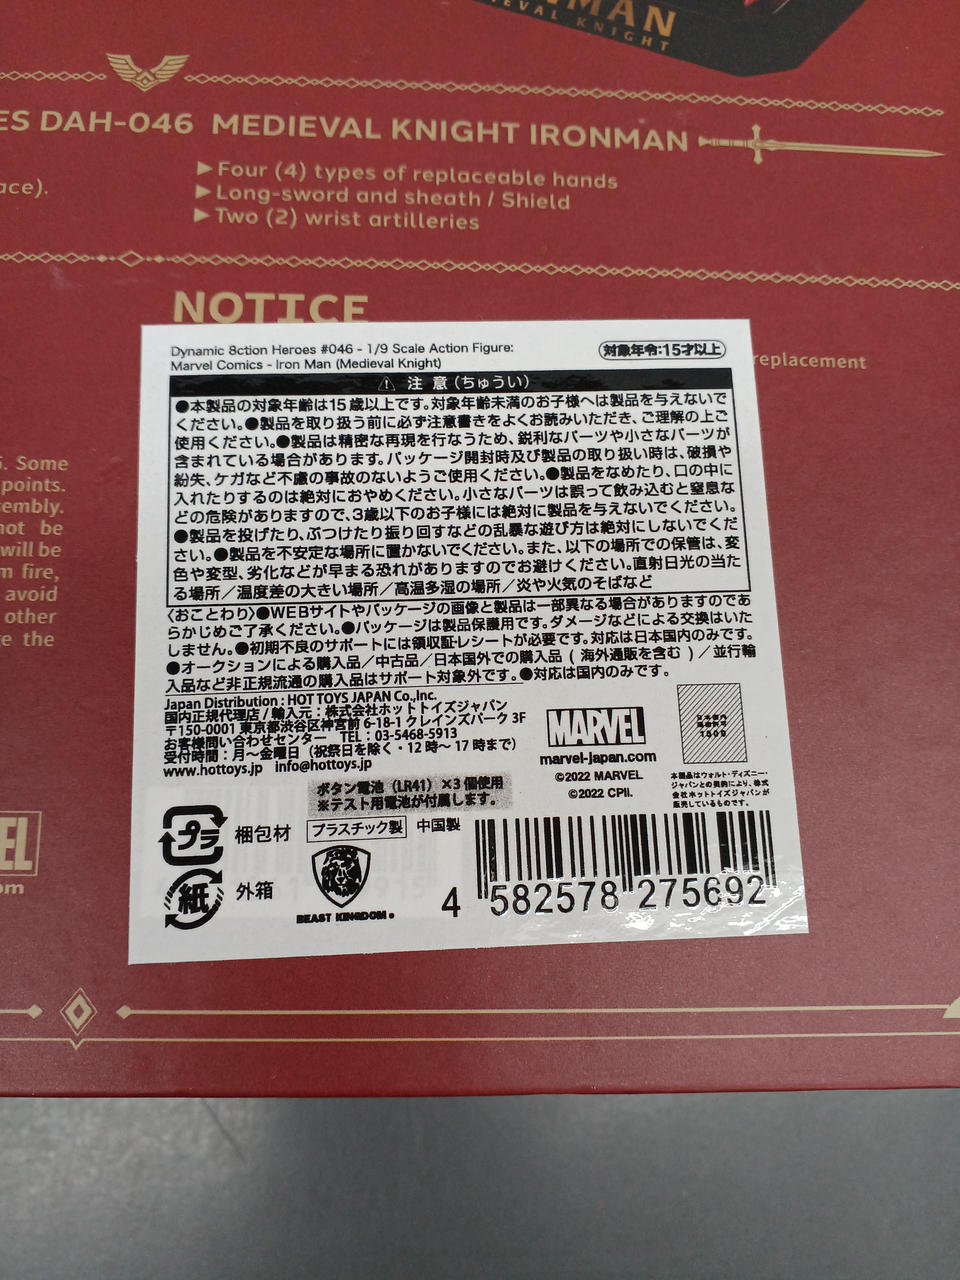 MAN
EVAL KNIGHT
ES DAH-046 MEDIEVAL KNIGHT IRONMAN
ace).
▶Four (4) types of replaceable hands
▶Long-sword and sheath / Shield
▶Two (2) wrist artilleries
NOTICE
replacement
Some
points.
sembly.
not be
will be
m fire,
avoid
other
the
EL
om
Dynamic 8ction Heroes #046 - 1/9 Scale Action Figure:
Marvel Comics - Iron Man (Medieval Knight)
対象年令:15才以上
⚠ 注 意(ちゅうい)
●本製品の対象年齢は15歳以上です。対象年齢未満のお子様へは製品を与えないで
ください。●製品を取り扱う前に必ず注意書きをよくお読みいただき、ご理解の上ご
使用ください。●製品は精密な再現を行なうため、鋭利なパーツや小さなパーツが
含まれている場合があります。パッケージ開封時及び製品の取り扱い時は、破損や
紛失、ケガなど不慮の事故のないようご使用ください。●製品をなめたり、口の中に
入れたりするのは絶対におやめください。小さなパーツは誤って飲み込むと窒息な
どの危険がありますので、3歳以下のお子様には絶対に製品を与えないでください。
●製品を投げたり、ぶつけたり振り回すなどの乱暴な遊び方は絶対にしないでくだ
さい。●製品を不安定な場所に置かないでください。また、以下の場所での保管は、変
色や変型、劣化などが早まる恐れがありますのでお避けください。直射日光の当た
る場所／温度差の大きい場所／高温多湿の場所／炎や火気のそばなど
〈おことわり〉●WEBサイトやパッケージの画像と製品は一部異なる場合がありますのであ
らかじめご了承ください。●パッケージは製品保護用です。ダメージなどによる交換はいた
しません。●初期不良のサポートには領収証・レシートが必要です。対応は日本国内のみです。
●オークションによる購入品／中古品／日本国外での購入品 ( 海外通販を含む ) ／並行輸
入品など非正規流通の購入品はサポート対象外です。●対応は国内のみです。
Japan Distribution : HOT TOYS JAPAN Co.,Inc.
国内正規代理店 / 輸入元 : 株式会社ホットトイズジャパン
〒150-0001 東京都渋谷区神宮前 6-18-1 クレインズパーク 3F
お客様問い合わせセンター TEL : 03-5468-5913
受付時間 : 月～金曜日 (祝祭日を除く・12 時～ 17 時まで)
www.hottoys.jp info@hottoys.jp
MARVEL
marvel-japan.com
©2022 MARVEL
©2022 CPII.
本製品はウォルト・ディズニー・
ジャパンとの契約により、株式
会社ホットトイズジャパンが
販売しているものです。
ボタン電池 (LR41) ×3 個使用
※テスト用電池が付属します。
プラ 梱包材
プラスチック製 中国製
紙 外箱
BEAST KINGDOM
4 582578 275692